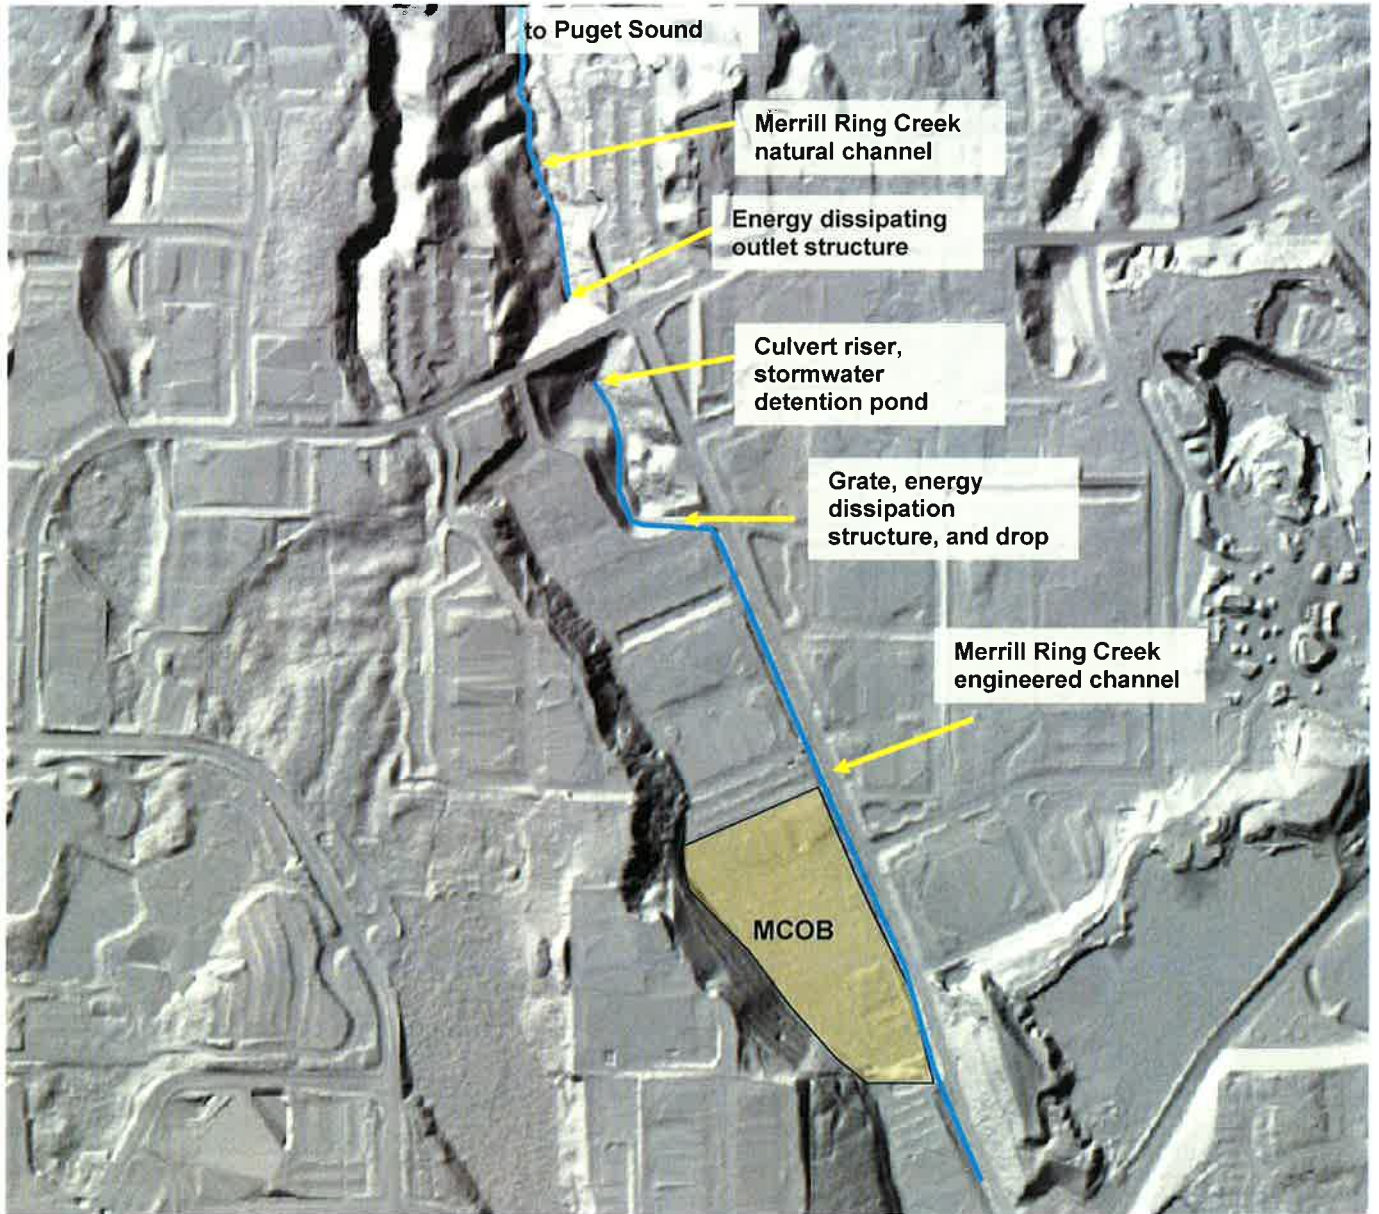 to Puget Sound
Merrill Ring Creek
natural channel
Energy dissipating
outlet structure
Culvert riser,
stormwater
detention pond
Grate, energy
dissipation
structure, and drop
Merrill Ring Creek
engineered channel
MCOB